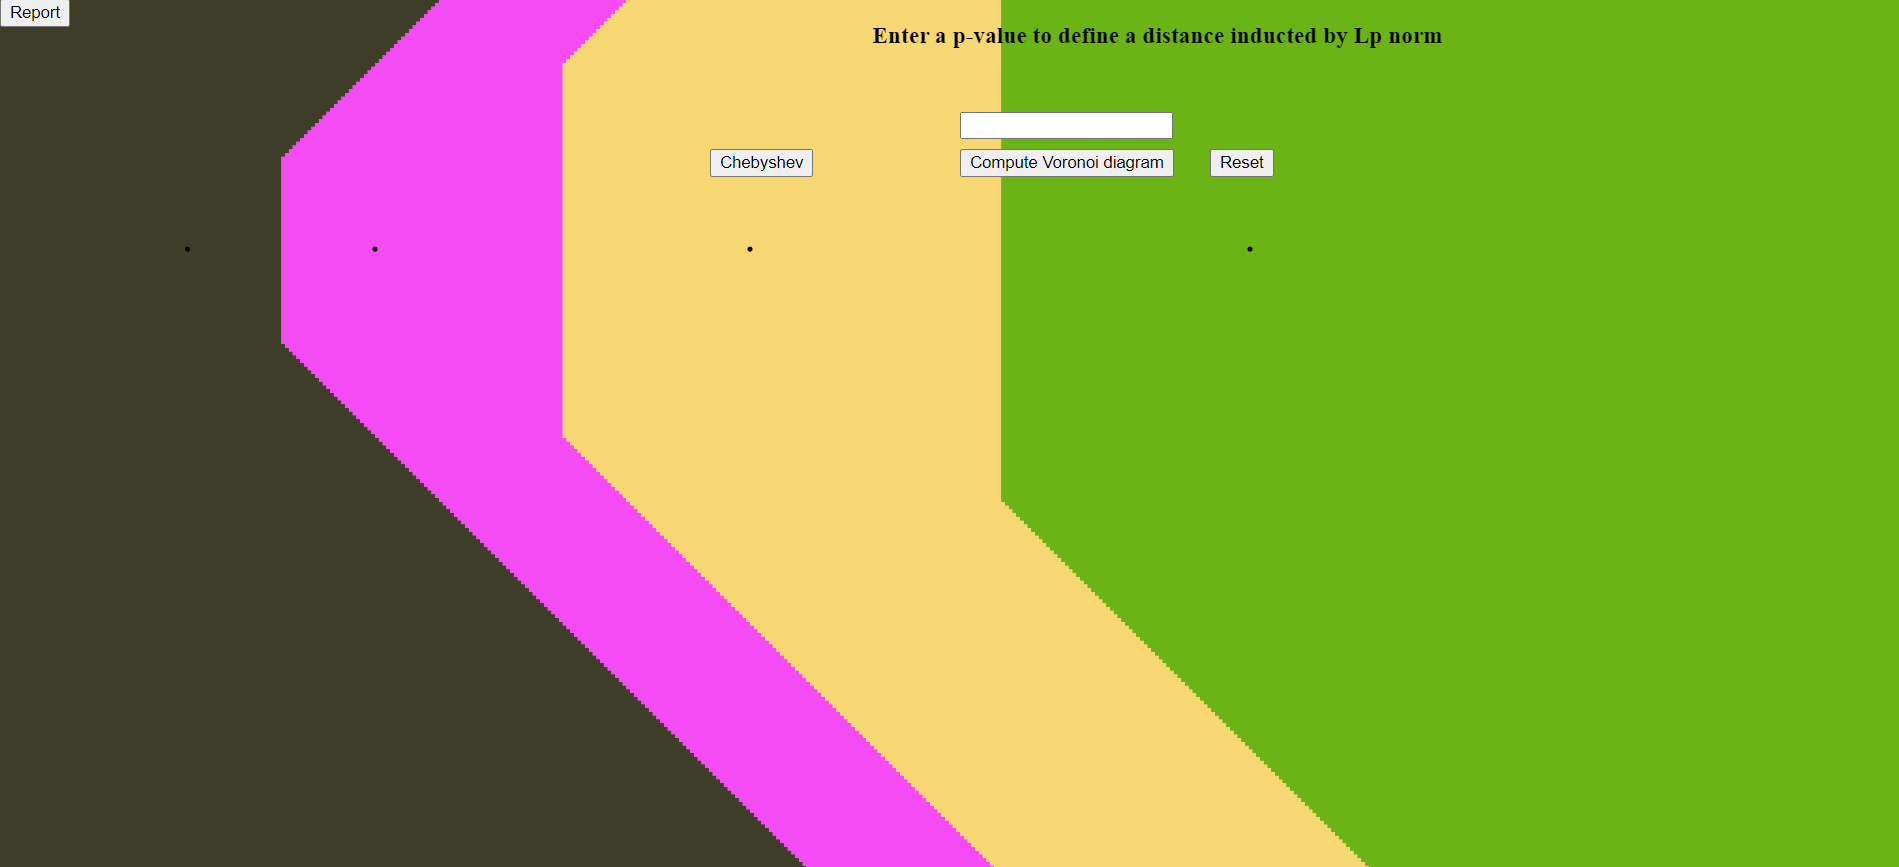 Report
Enter a p-value to define a distance inducted by Lp norm
Chebyshev
Compute Voronoi diagram
Reset